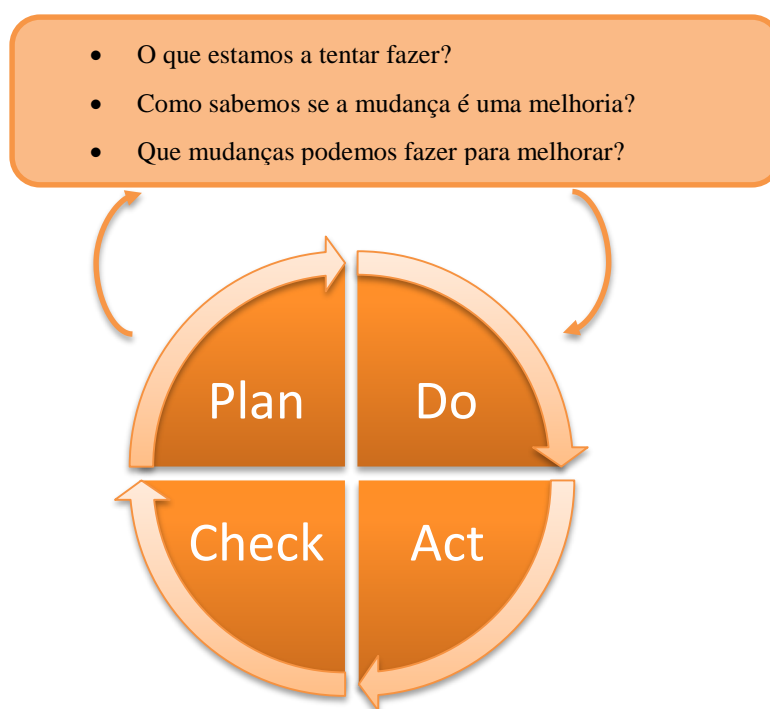 • O que estamos a tentar fazer?
• Como sabemos se a mudança é uma melhoria?
• Que mudanças podemos fazer para melhorar?
Plan
Do
Check
Act